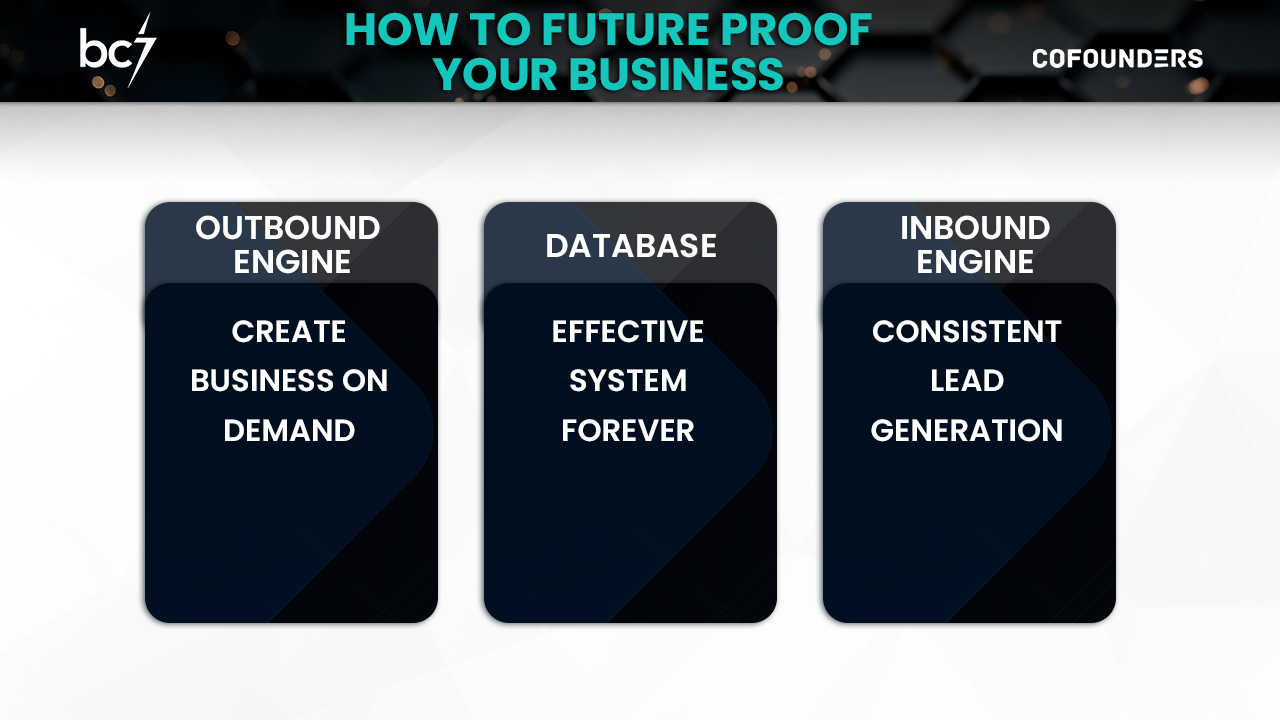 bc7
HOW TO FUTURE PROOF
YOUR BUSINESS
COFOUNDERS
OUTBOUND
ENGINE
CREATE
BUSINESS ON
DEMAND
DATABASE
EFFECTIVE
SYSTEM
FOREVER
INBOUND
ENGINE
CONSISTENT
LEAD
GENERATION